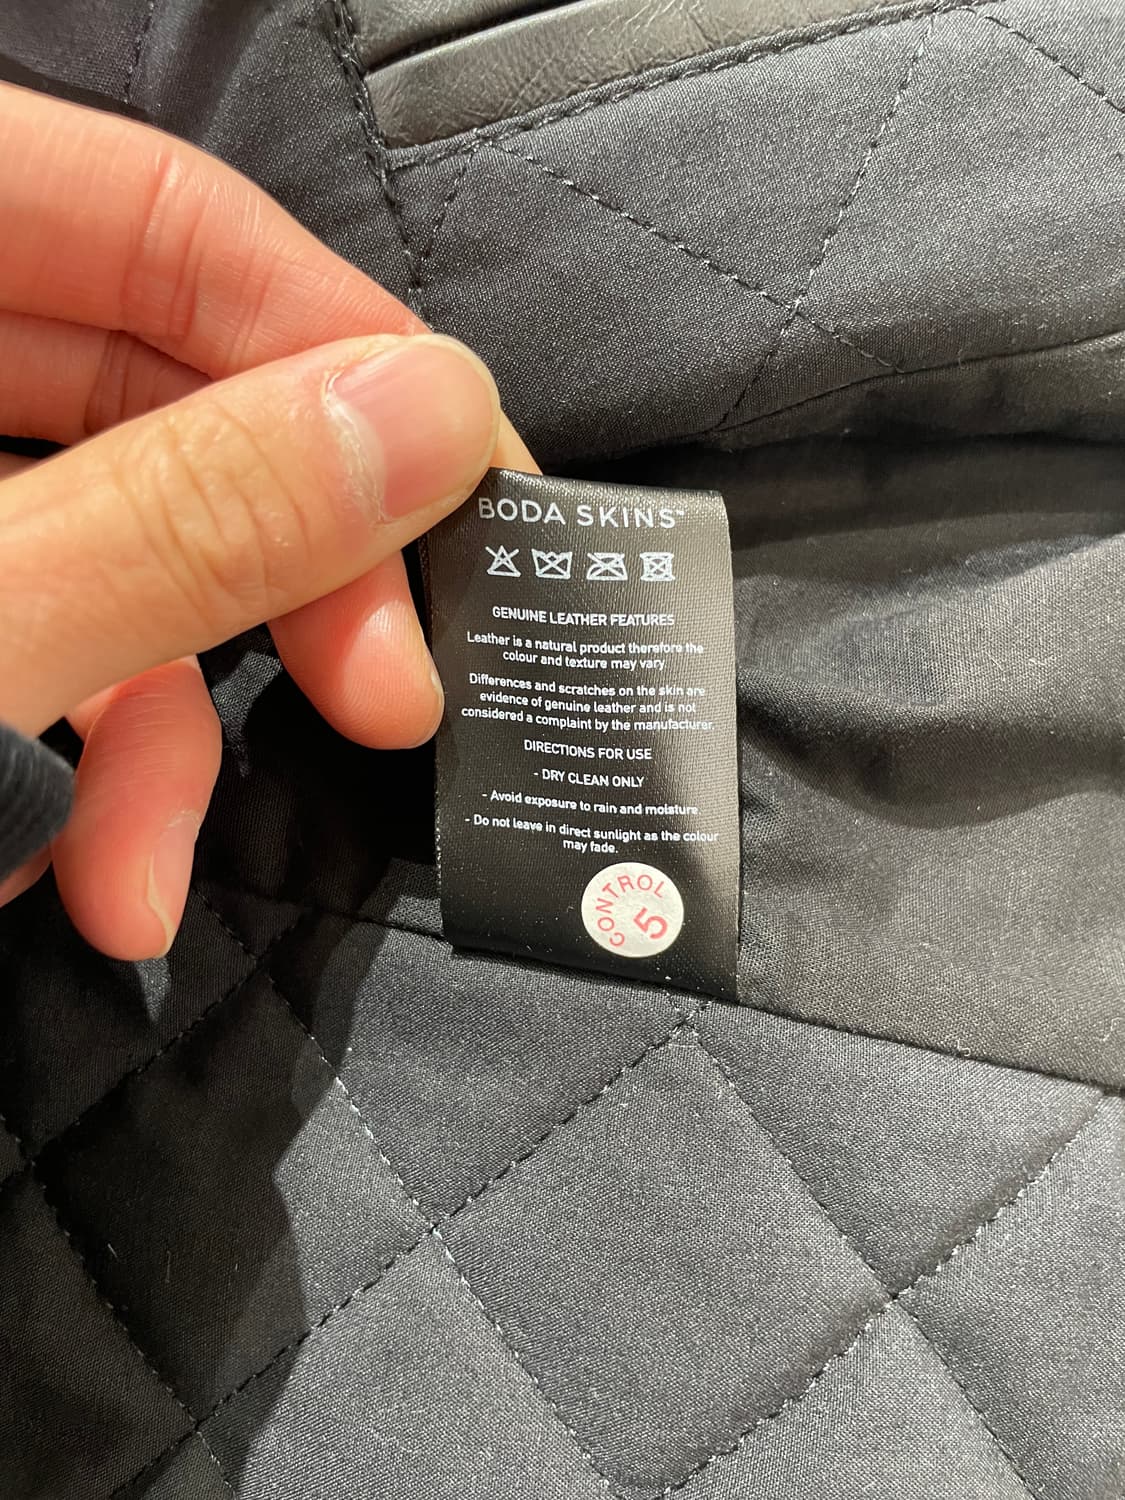 BODA SKINS™
GENUINE LEATHER FEATURES
Leather is a natural product therefore the
colour and texture may vary
Differences and scratches on the skin are
evidence of genuine leather and is not
considered a complaint by the manufacturer.
DIRECTIONS FOR USE
- DRY CLEAN ONLY
- Avoid exposure to rain and moisture.
- Do not leave in direct sunlight as the colour
may fade.
CONTROL
5